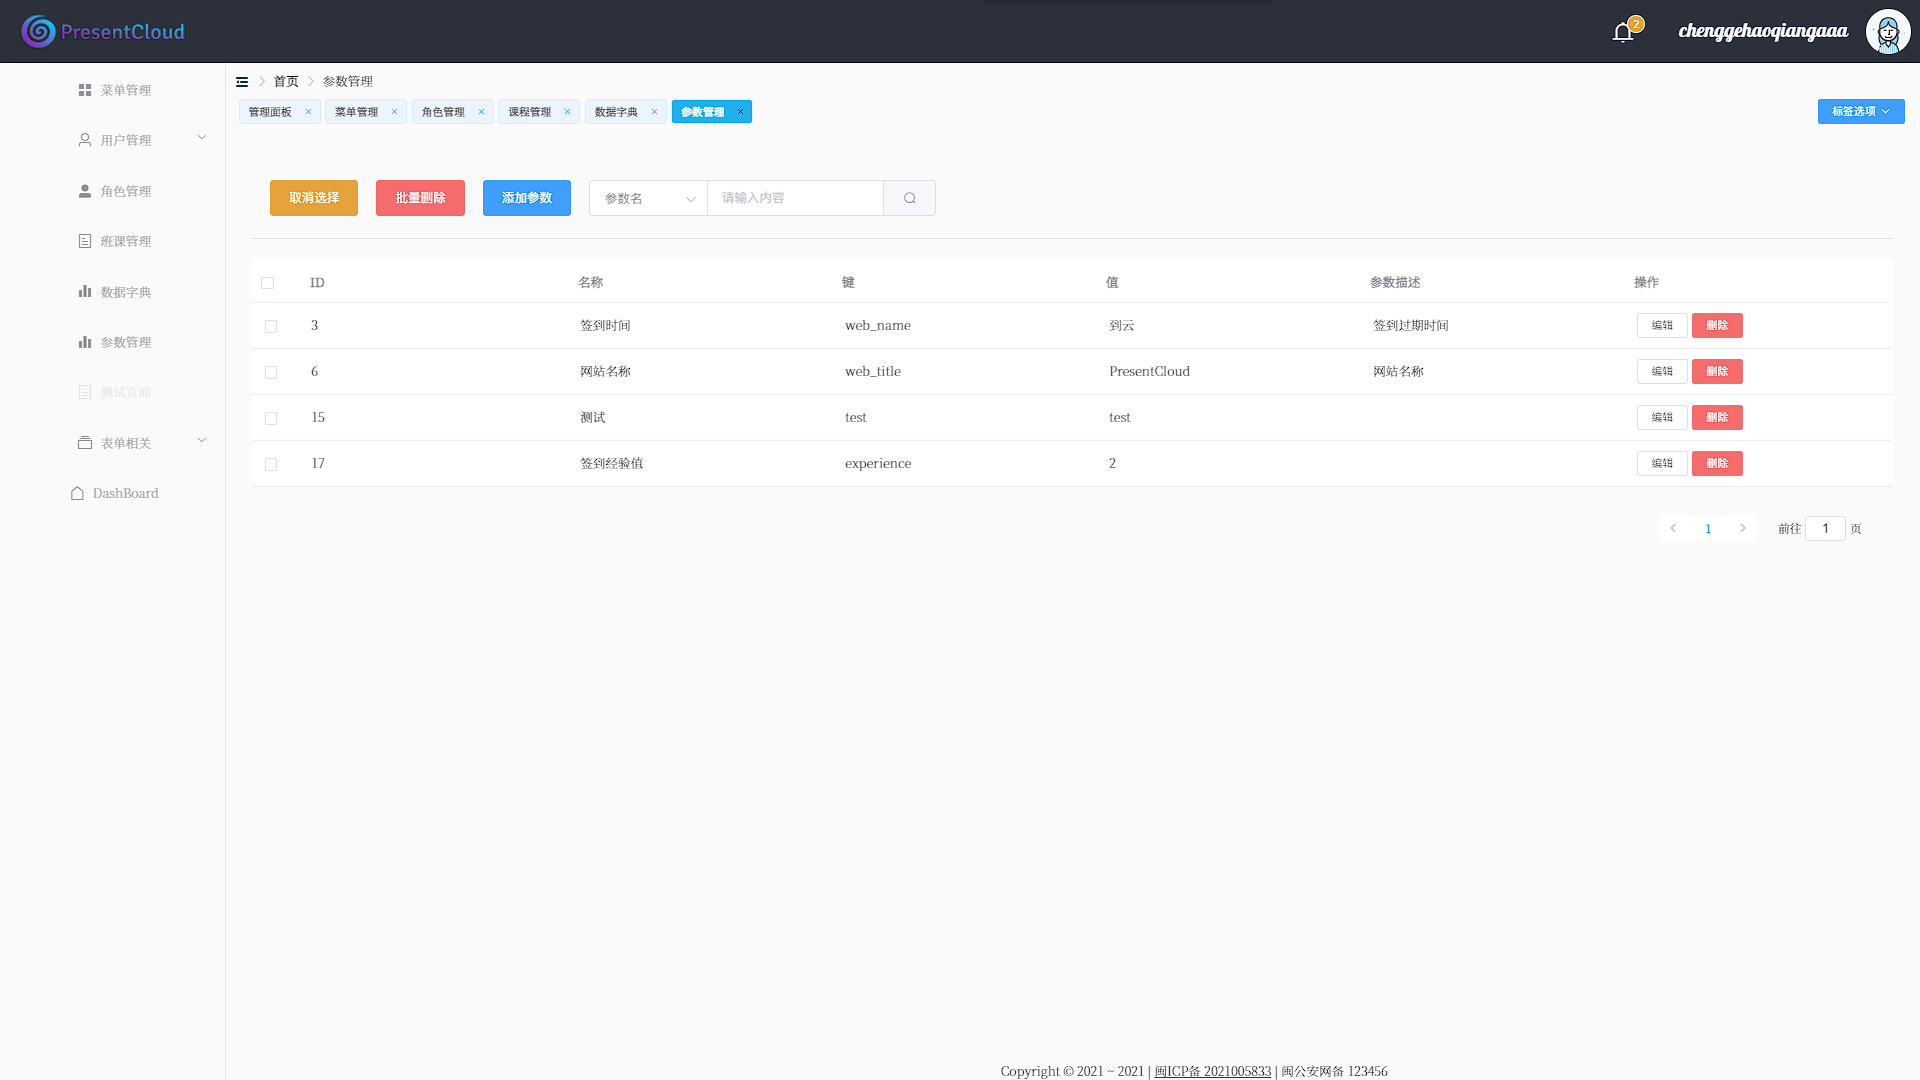 PresentCloud
2
chenggehaoqiangaaa
首页 参数管理
管理面板 菜单管理 角色管理 课程管理 数据字典 参数管理 标签选项
菜单管理
用户管理
角色管理
班课管理
数据字典
参数管理
测试页面
表单相关
DashBoard
取消选择 批量删除 添加参数 参数名 请输入内容
ID 名称 键 值 参数描述 操作
3 签到时间 web_name 到云 签到过期时间 编辑 删除
6 网站名称 web_title PresentCloud 网站名称 编辑 删除
15 测试 test test 编辑 删除
17 签到经验值 experience 2 编辑 删除
1 前往 1 页
Copyright © 2021 ~ 2021 | 闽ICP备 2021005833 | 闽公安网备 123456